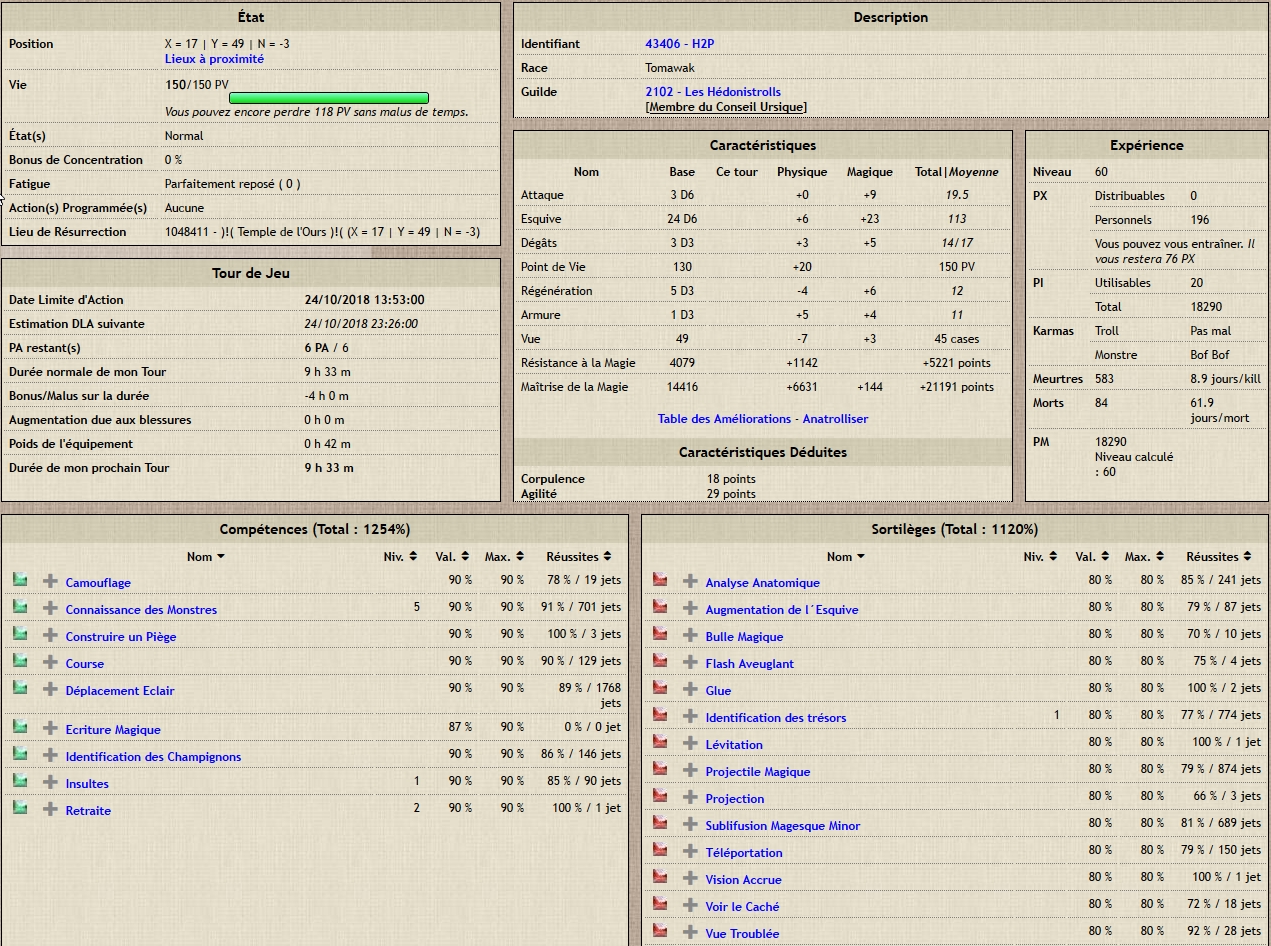 État
Position X = 17 | Y = 49 | N = -3
Lieux à proximité
Vie 150/150 PV
Vous pouvez encore perdre 118 PV sans malus de temps.
État(s) Normal
Bonus de Concentration 0 %
Fatigue Parfaitement reposé ( 0 )
Action(s) Programmée(s) Aucune
Lieu de Résurrection 1048411 - )!( Temple de l'Ours )!( (X = 17 | Y = 49 | N = -3)
Tour de Jeu
Date Limite d'Action 24/10/2018 13:53:00
Estimation DLA suivante 24/10/2018 23:26:00
PA restant(s) 6 PA / 6
Durée normale de mon Tour 9 h 33 m
Bonus/Malus sur la durée -4 h 0 m
Augmentation due aux blessures 0 h 0 m
Poids de l'équipement 0 h 42 m
Durée de mon prochain Tour 9 h 33 m
Description
Identifiant 43406 - H2P
Race Tomawak
Guilde 2102 - Les Hédonistrolls
[Membre du Conseil Ursique]
Caractéristiques
Nom Base Ce tour Physique Magique Total|Moyenne
Attaque 3 D6 +0 +9 19.5
Esquive 24 D6 +6 +23 113
Dégâts 3 D3 +3 +5 14/17
Point de Vie 130 +20 150 PV
Régénération 5 D3 -4 +6 12
Armure 1 D3 +5 +4 11
Vue 49 -7 +3 45 cases
Résistance à la Magie 4079 +1142 +5221 points
Maîtrise de la Magie 14416 +6631 +144 +21191 points
Table des Améliorations - Anatrolliser
Caractéristiques Déduites
Corpulence 18 points
Agilité 29 points
Expérience
Niveau 60
PX Distribuables 0
Personnels 196
Vous pouvez vous entraîner. Il
vous restera 76 PX
PI Utilisables 20
Total 18290
Karmas Troll Pas mal
Monstre Bof Bof
Meurtres 583 8.9 jours/kill
Morts 84 61.9
jours/mort
PM 18290
Niveau calculé
: 60
Compétences (Total : 1254%)
Nom Niv. Val. Max. Réussites
Camouflage 90 % 90 % 78 % / 19 jets
Connaissance des Monstres 5 90 % 90 % 91 % / 701 jets
Construire un Piège 90 % 90 % 100 % / 3 jets
Course 90 % 90 % 90 % / 129 jets
Déplacement Eclair 90 % 90 % 89 % / 1768
jets
Ecriture Magique 87 % 90 % 0 % / 0 jet
Identification des Champignons 90 % 90 % 86 % / 146 jets
Insultes 1 90 % 90 % 85 % / 90 jets
Retraite 2 90 % 90 % 100 % / 1 jet
Sortilèges (Total : 1120%)
Nom Niv. Val. Max. Réussites
Analyse Anatomique 80 % 80 % 85 % / 241 jets
Augmentation de l´Esquive 80 % 80 % 79 % / 87 jets
Bulle Magique 80 % 80 % 70 % / 10 jets
Flash Aveuglant 80 % 80 % 75 % / 4 jets
Glue 80 % 80 % 100 % / 2 jets
Identification des trésors 1 80 % 80 % 77 % / 774 jets
Lévitation 80 % 80 % 100 % / 1 jet
Projectile Magique 80 % 80 % 79 % / 874 jets
Projection 80 % 80 % 66 % / 3 jets
Sublifusion Magesque Minor 80 % 80 % 81 % / 689 jets
Téléportation 80 % 80 % 79 % / 150 jets
Vision Accrue 80 % 80 % 100 % / 1 jet
Voir le Caché 80 % 80 % 72 % / 18 jets
Vue Troublée 80 % 80 % 92 % / 28 jets